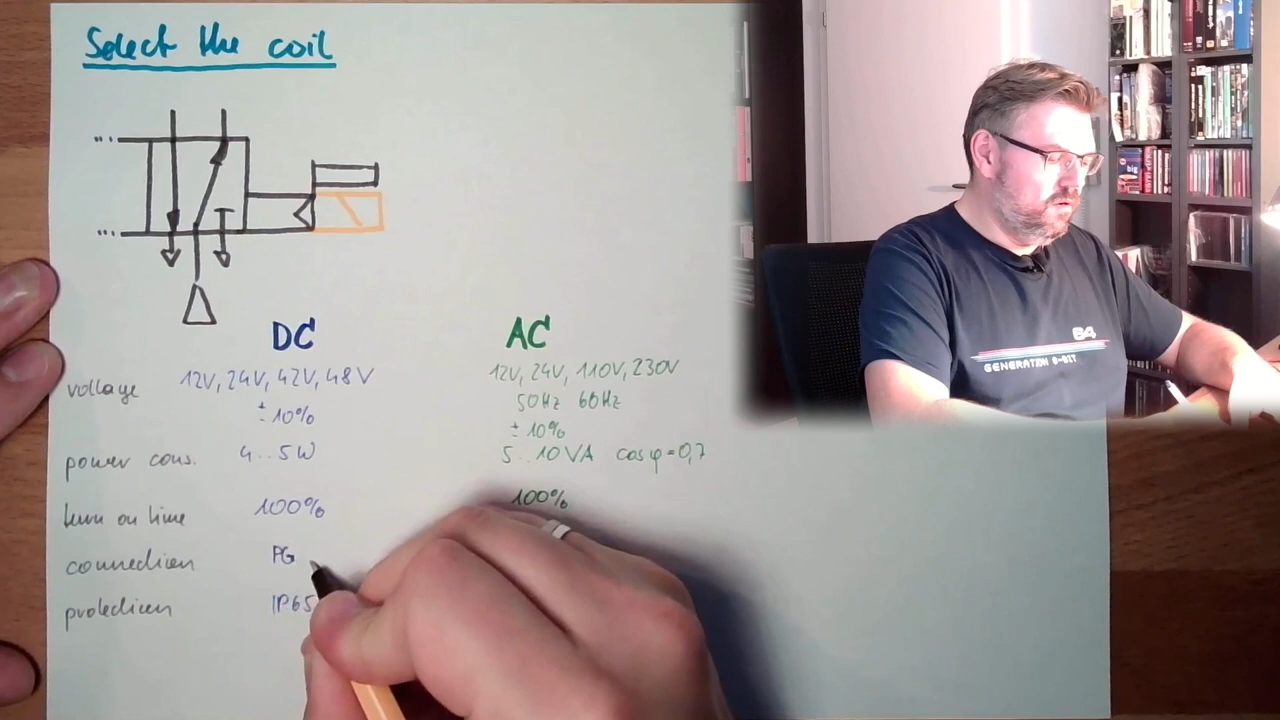 Select the coil
DC AC
voltage 12V, 24V, 42V, 48V 12V, 24V, 110V, 230V
50Hz 60Hz
± 10% ± 10%
power cons. 4..5W 5..10VA cosφ=0,7
turn on time 100% 100%
connection PG
protection IP65
64
GENERATION 8-BIT
big